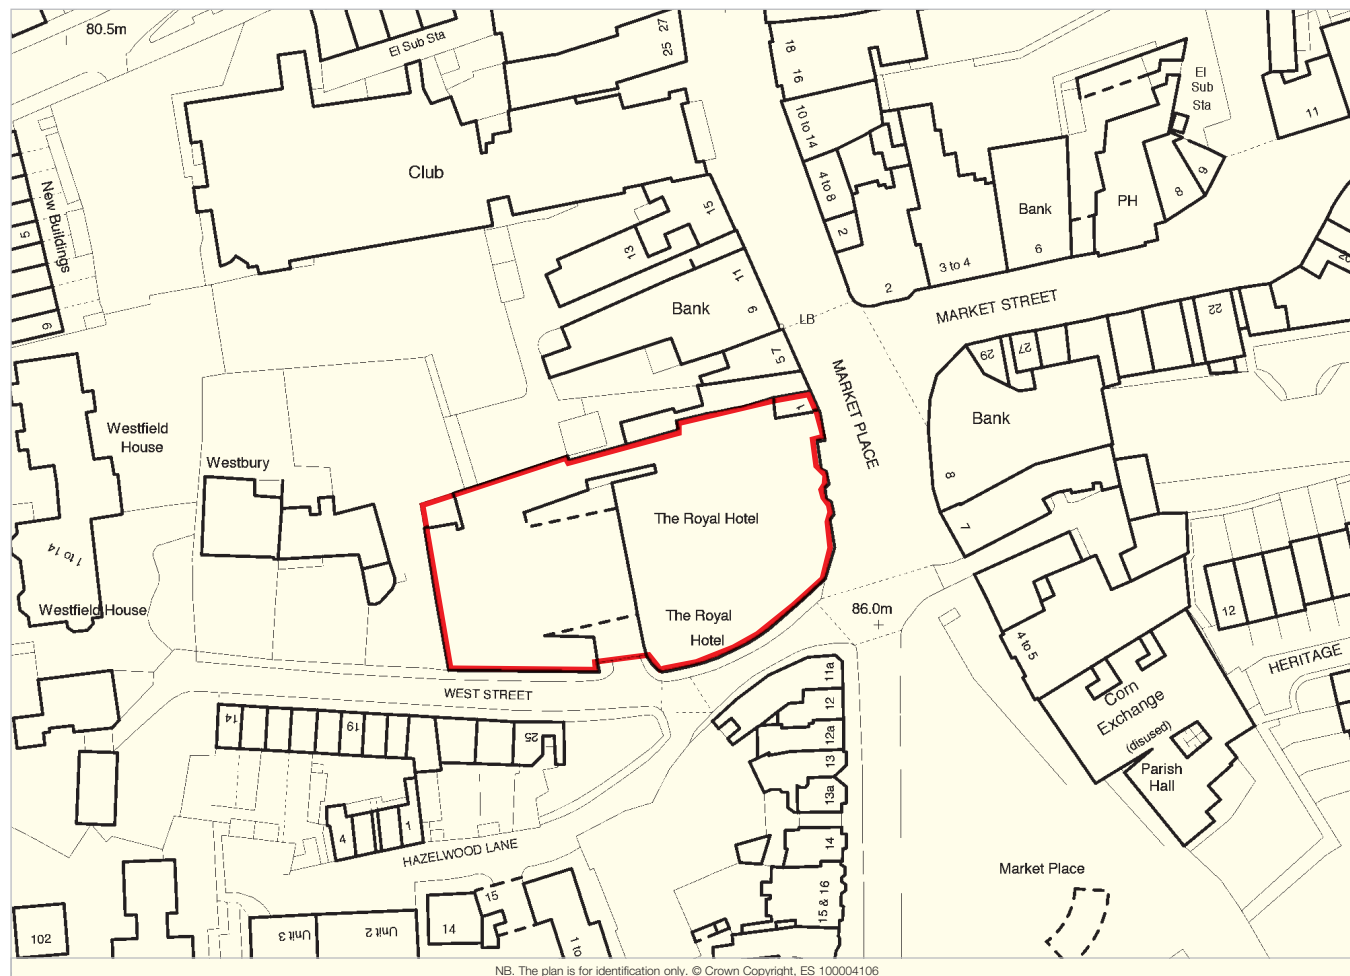 80.5m
El Sub Sta
25 27
18
16
El
Sub
Sta
11
10 to 14
Club
4 to 8
9
8
PH
New Buildings
5
15
Bank
2
6
13
3 to 4
2
11
Bank
9
22
MARKET STREET
LB
6
57
29
27
MARKET PLACE
1
Westfield
House
Bank
Westbury
8
The Royal Hotel
7
1 to 14
Westfield House
The Royal
Hotel
86.0m
12
4 to 5
HERITAGE
11a
WEST STREET
12
Corn
Exchange
(disused)
14
19
25
12a
13
Parish
Hall
13a
4
1
14
HAZELWOOD LANE
Market Place
15
15 & 16
14
102
Unit 3
Unit 2
1 to
NB. The plan is for identification only. © Crown Copyright, ES 100004106